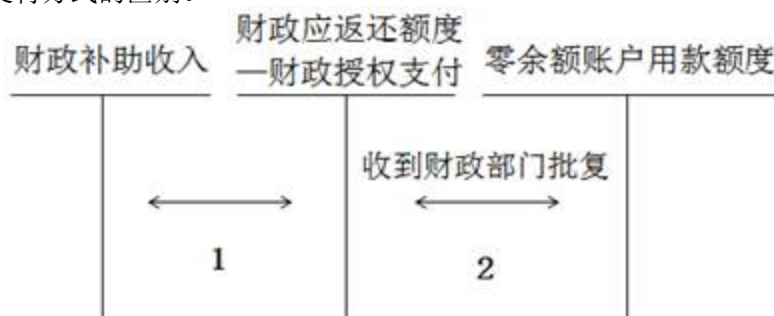 财政补助收入
财政应返还额度
—财政授权支付
零余额账户用款额度
收到财政部门批复
1
2